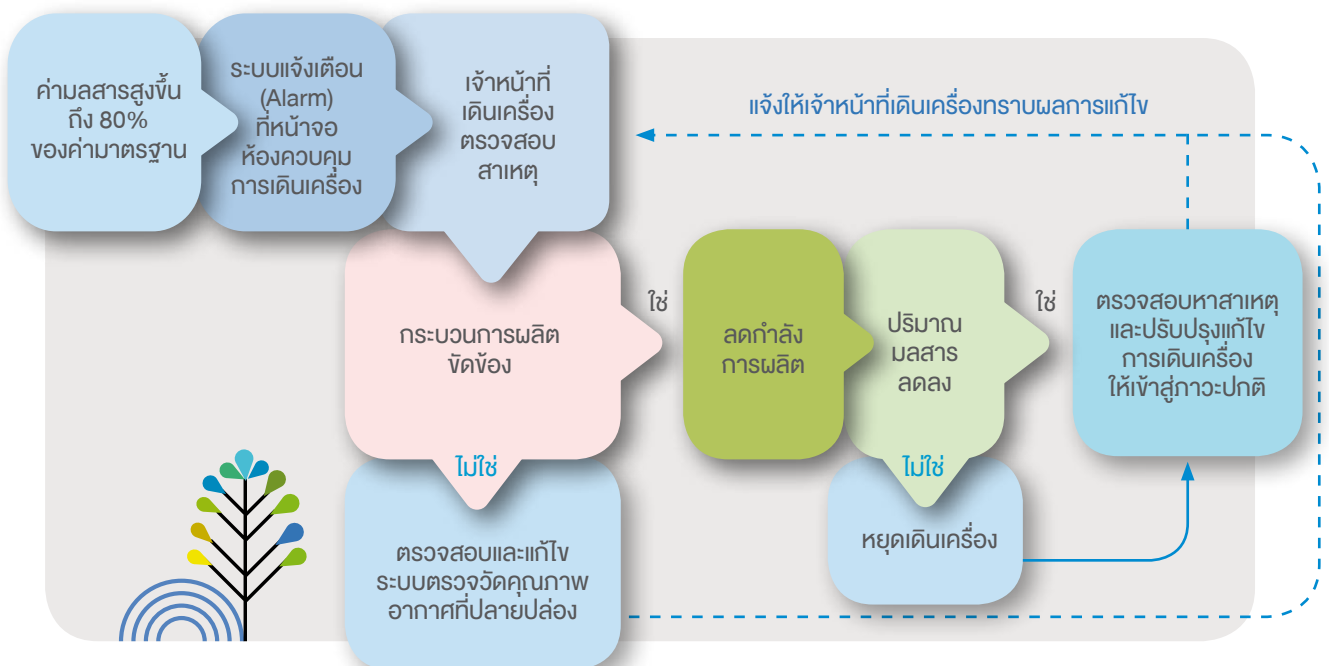 ค่ามลสารสูงขึ้น
ถึง 80%
ของค่ามาตรฐาน
ระบบแจ้งเตือน
(Alarm)
ที่หน้าจอ
ห้องควบคุม
การเดินเครื่อง
เจ้าหน้าที่
เดินเครื่อง
ตรวจสอบ
สาเหตุ
แจ้งให้เจ้าหน้าที่เดินเครื่องทราบผลการแก้ไข
กระบวนการผลิต
ขัดข้อง
ใช่
ลดกำลัง
การผลิต
ปริมาณ
มลสาร
ลดลง
ใช่
ตรวจสอบหาสาเหตุ
และปรับปรุงแก้ไข
การเดินเครื่อง
ให้เข้าสู่ภาวะปกติ
ไม่ใช่
ไม่ใช่
หยุดเดินเครื่อง
ตรวจสอบและแก้ไข
ระบบตรวจวัดคุณภาพ
อากาศที่ปลายปล่อง